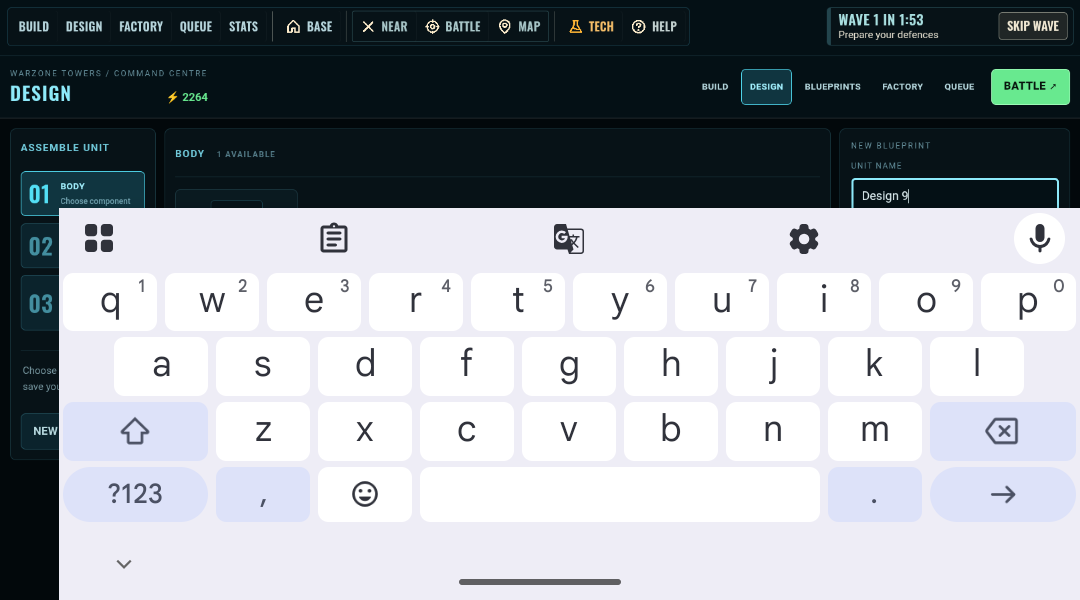 BUILD DESIGN FACTORY QUEUE STATS BASE NEAR BATTLE MAP TECH HELP
WAVE 1 IN 1:53
Prepare your defences
SKIP WAVE
WARZONE TOWERS / COMMAND CENTRE
DESIGN
⚡ 2264
BUILD DESIGN BLUEPRINTS FACTORY QUEUE BATTLE ↗
ASSEMBLE UNIT
01 BODY
Choose component
02
03
Choose
save you
NEW
BODY 1 AVAILABLE
NEW BLUEPRINT
UNIT NAME
Design 9
q 1 w 2 e 3 r 4 t 5 y 6 u 7 i 8 o 9 p 0
a s d f g h j k l
z x c v b n m
?123 , .